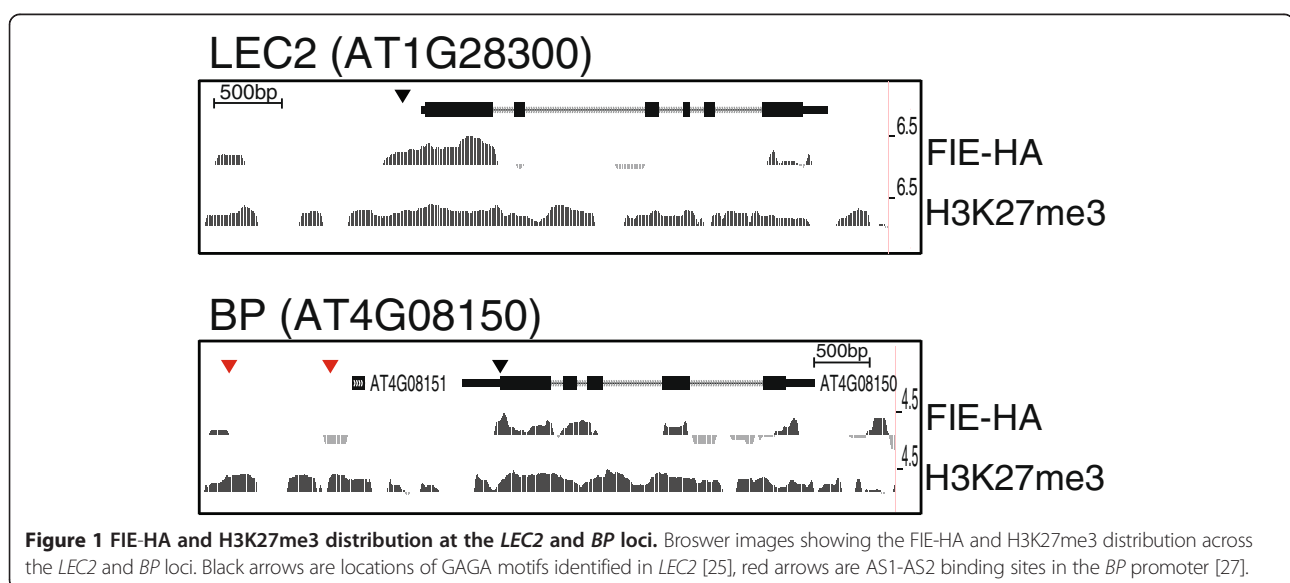 LEC2 (AT1G28300)
500bp
6.5
FIE-HA
6.5
H3K27me3
BP (AT4G08150)
500bp
AT4G08151
AT4G08150
4.5
FIE-HA
4.5
H3K27me3
Figure 1 FIE-HA and H3K27me3 distribution at the LEC2 and BP loci. Broswer images showing the FIE-HA and H3K27me3 distribution across
the LEC2 and BP loci. Black arrows are locations of GAGA motifs identified in LEC2 [25], red arrows are AS1-AS2 binding sites in the BP promoter [27].